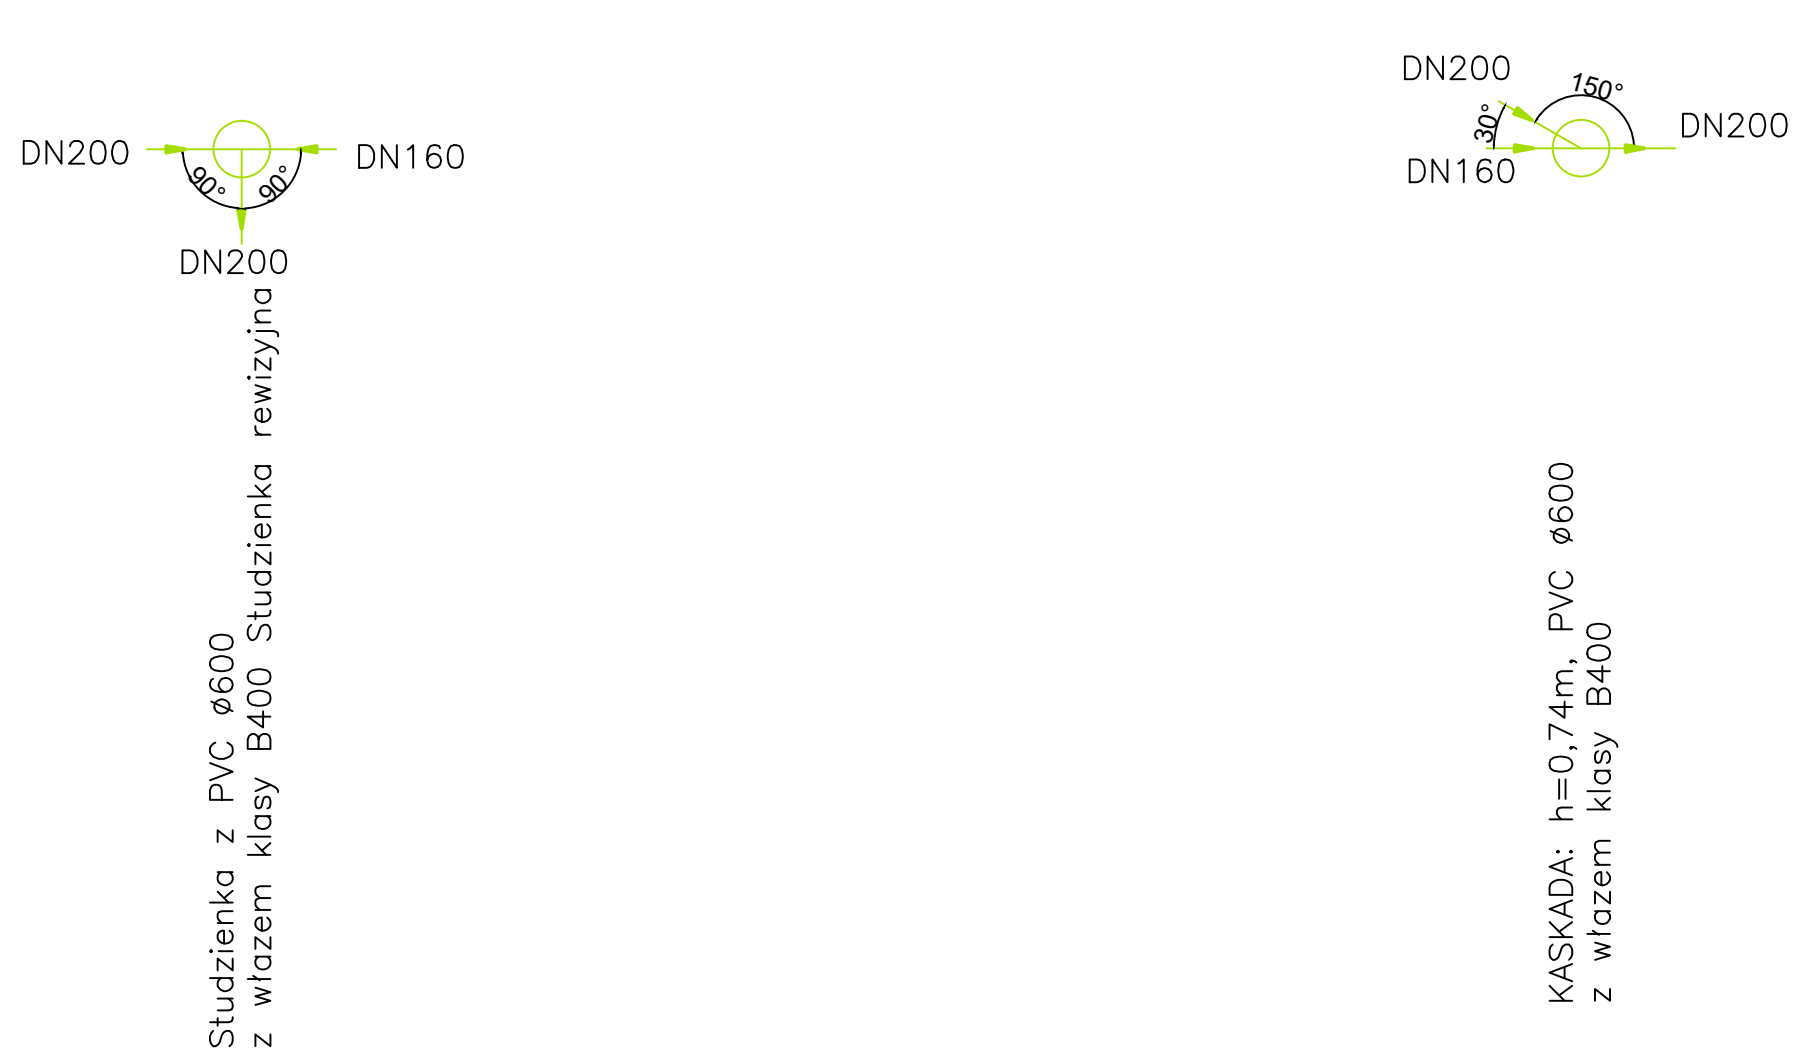 DN200
90°
90°
DN160
DN200
Studzienka z PVC ø600
z włazem klasy B400 Studzienka rewizyjna
DN200
150°
30°
DN200
DN160
KASKADA: h=0,74m, PVC ø600
z włazem klasy B400